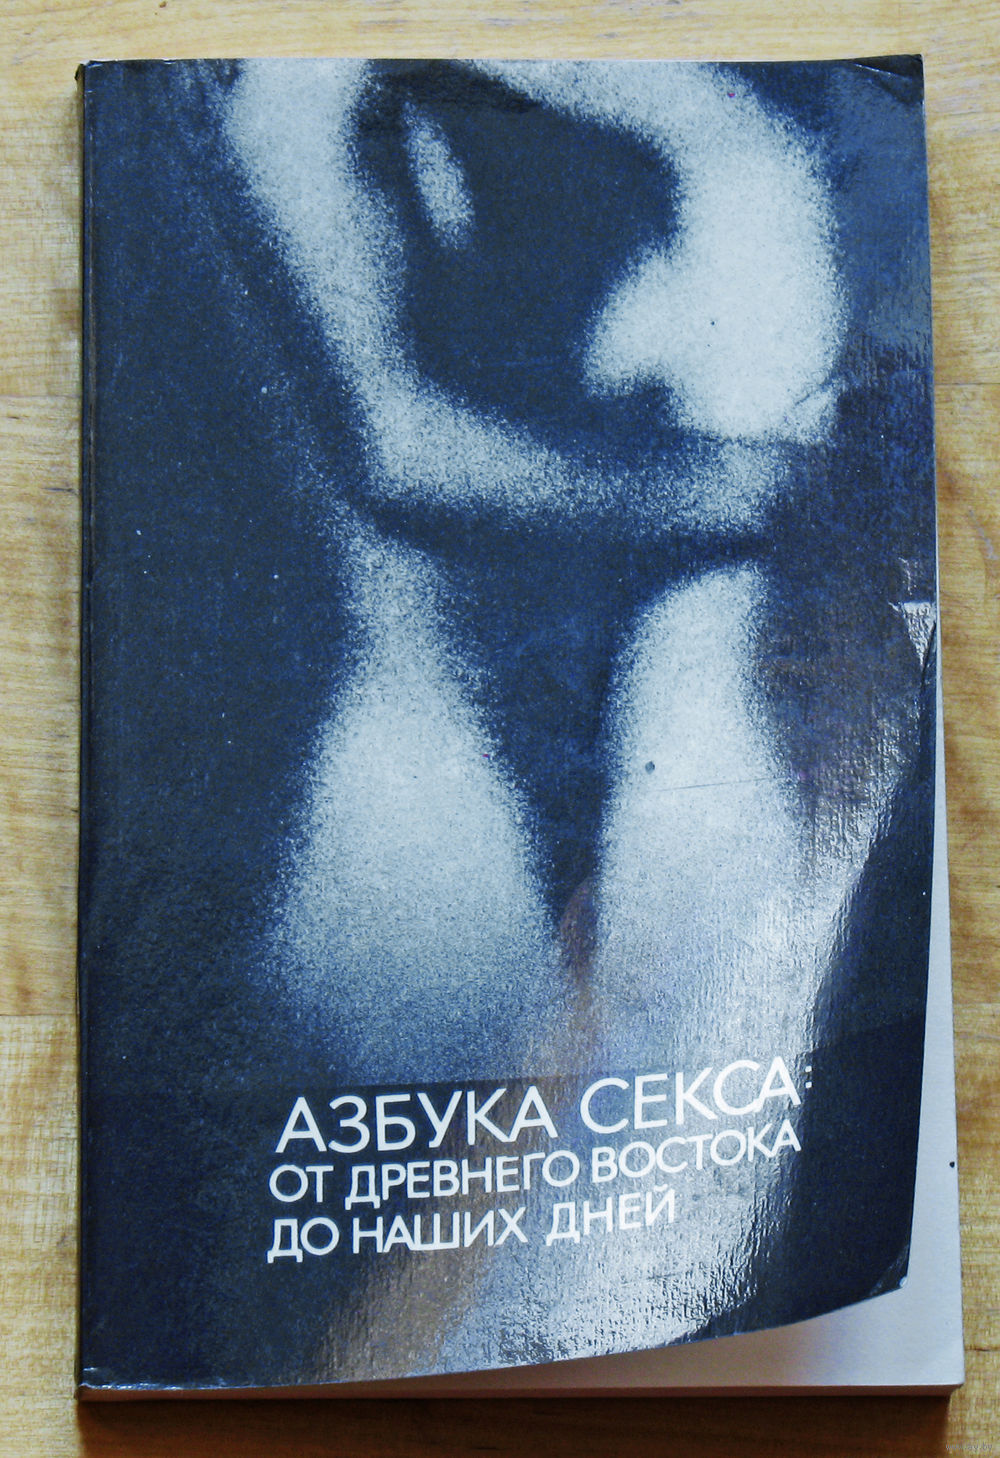 АЗБУКА СЕКСА:
ОТ ДРЕВНЕГО ВОСТОКА
ДО НАШИХ ДНЕЙ